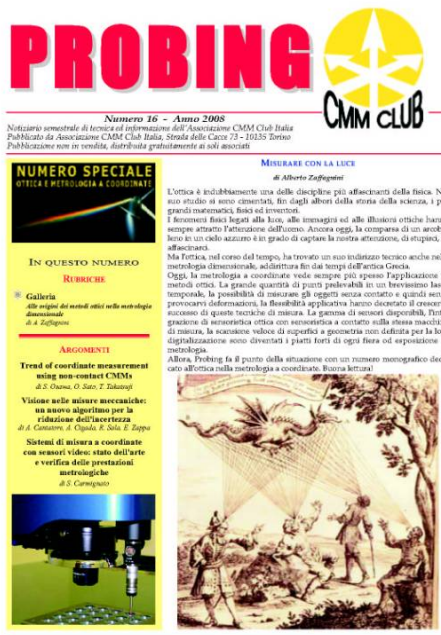 PROBING
CMM CLUB
Numero 16 - Anno 2008
Notiziario semestrale di tecnica ed informazione dell'Associazione CMM Club Italia
Pubblicato da Associazione CMM Club Italia, Strada delle Cacce 73 - 10135 Torino
Pubblicazione non in vendita, distribuita gratuitamente ai soli associati
NUMERO SPECIALE
OTTICA E METROLOGIA A COORDINATE
IN QUESTO NUMERO
RUBRICHE
Galleria
Alle origini dei metodi ottici nella metrologia
dimensionale
di A. Zaffagnini
ARGOMENTI
Trend of coordinate measurement
using non-contact CMMs
di S. Osawa, O. Sato, T. Takatsuji
Visione nelle misure meccaniche:
un nuovo algoritmo per la
riduzione dell'incertezza
di A. Cattatore, A. Cigada, R. Sala, E. Zappa
Sistemi di misura a coordinate
con sensori video: stato dell'arte
e verifica delle prestazioni
metrologiche
di S. Carmignato
MISURARE CON LA LUCE
di Alberto Zaffagnini
L'ottica è indubbiamente una delle discipline più affascinanti della fisica. N
suo studio si sono cimentati, fin dagli albori della storia della scienza, i p
grandi matematici, fisici ed inventori.
I fenomeni fisici legati alla luce, alle immagini ed alle illusioni ottiche han
sempre attratto l'attenzione dell'uomo. Ancora oggi, la comparsa di un arcob
leno in un cielo azzurro è in grado di captare la nostra attenzione, di stupirci,
affascinarci.
Ma l'ottica, nel corso del tempo, ha trovato un suo indirizzo tecnico anche nel
metrologia dimensionale, addirittura fin dai tempi dell'antica Grecia.
Oggi, la metrologia a coordinate vede sempre più spesso l'applicazione
metodi ottici. La grande quantità di punti prelevabili in un brevissimo lass
temporale, la possibilità di misurare gli oggetti senza contatto e quindi sen
provocarvi deformazioni, la flessibilità applicativa hanno decretato il crescen
successo di queste tecniche di misura. La gamma di sensori disponibili, l'int
grazione di sensoristica ottica con sensoristica a contatto sulla stessa macchi
di misura, la scansione veloce di superfici a geometria non definita per la lo
digitalizzazione sono diventati i piatti forti di ogni fiera od esposizione
metrologia.
Allora, Probing fa il punto della situazione con un numero monografico ded
cato all'ottica nella metrologia a coordinate. Buona lettura!